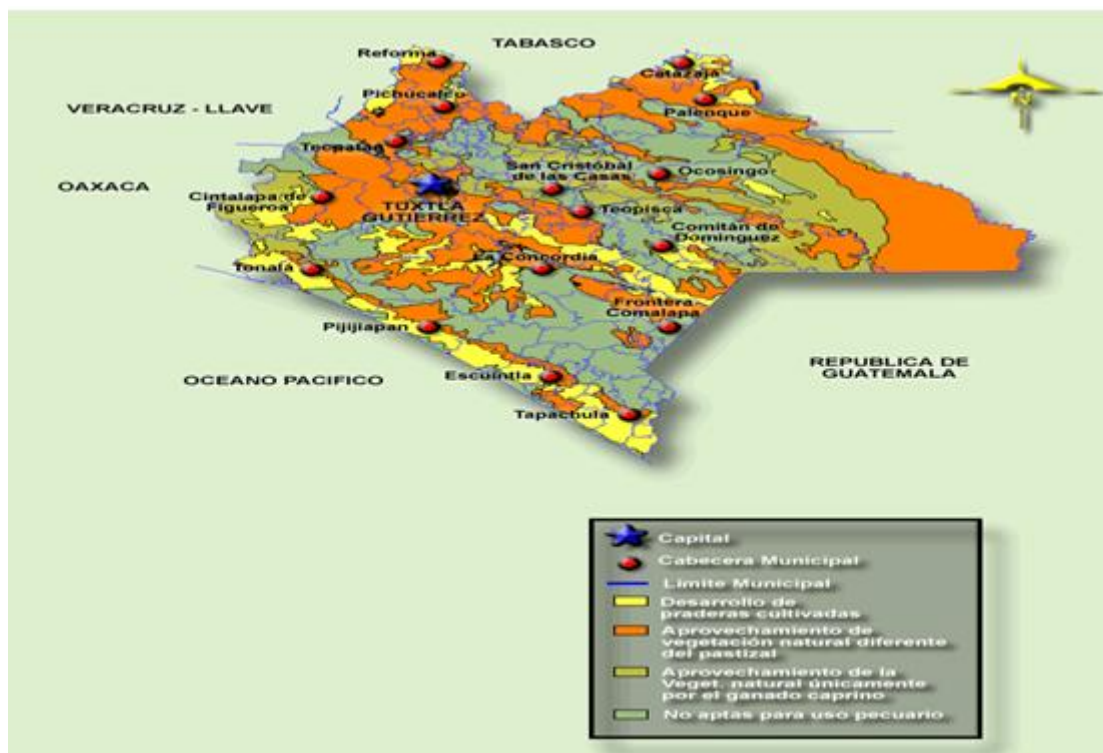 TABASCO
Reforma
Catazajá
Pichucalco
VERACRUZ - LLAVE
Palenque
N
Tecpatán
San Cristóbal
de las Casas
Ocosingo
OAXACA
Cintalapa de
Figueroa
TUXTLA
GUTIERREZ
Teopisca
Comitán de
Domínguez
La Concordia
Tonalá
Frontera
Comalapa
Pijijiapan
REPUBLICA DE
GUATEMALA
OCEANO PACIFICO
Escuintla
Tapachula
Capital
Cabecera Municipal
Límite Municipal
Desarrollo de
praderas cultivadas
Aprovechamiento de
vegetación natural diferente
del pastizal
Aprovechamiento de la
Veget. natural únicamente
por el ganado caprino
No aptas para uso pecuario